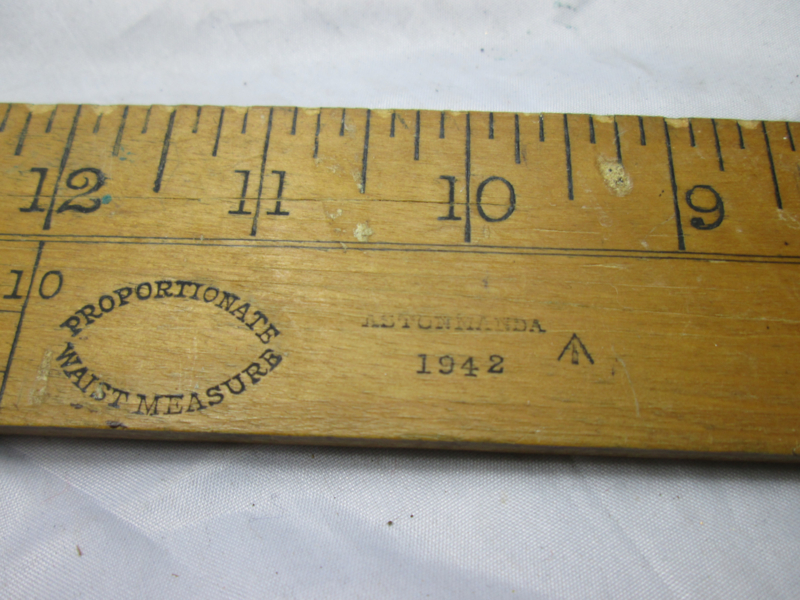 12 11 10 9
10
PROPORTIONATE
WAIST MEASURE
1942